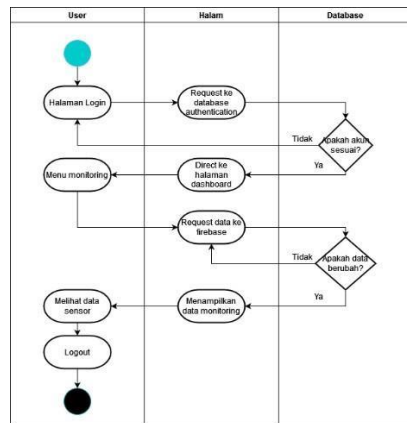 User
Halam
Database
Halaman Login
Request ke
database
authentication
Apakah akun
sesuai?
Tidak
Ya
Direct ke
halaman
dashboard
Menu monitoring
Request data ke
firebase
Apakah data
berubah?
Tidak
Ya
Menampilkan
data monitoring
Melihat data
sensor
Logout